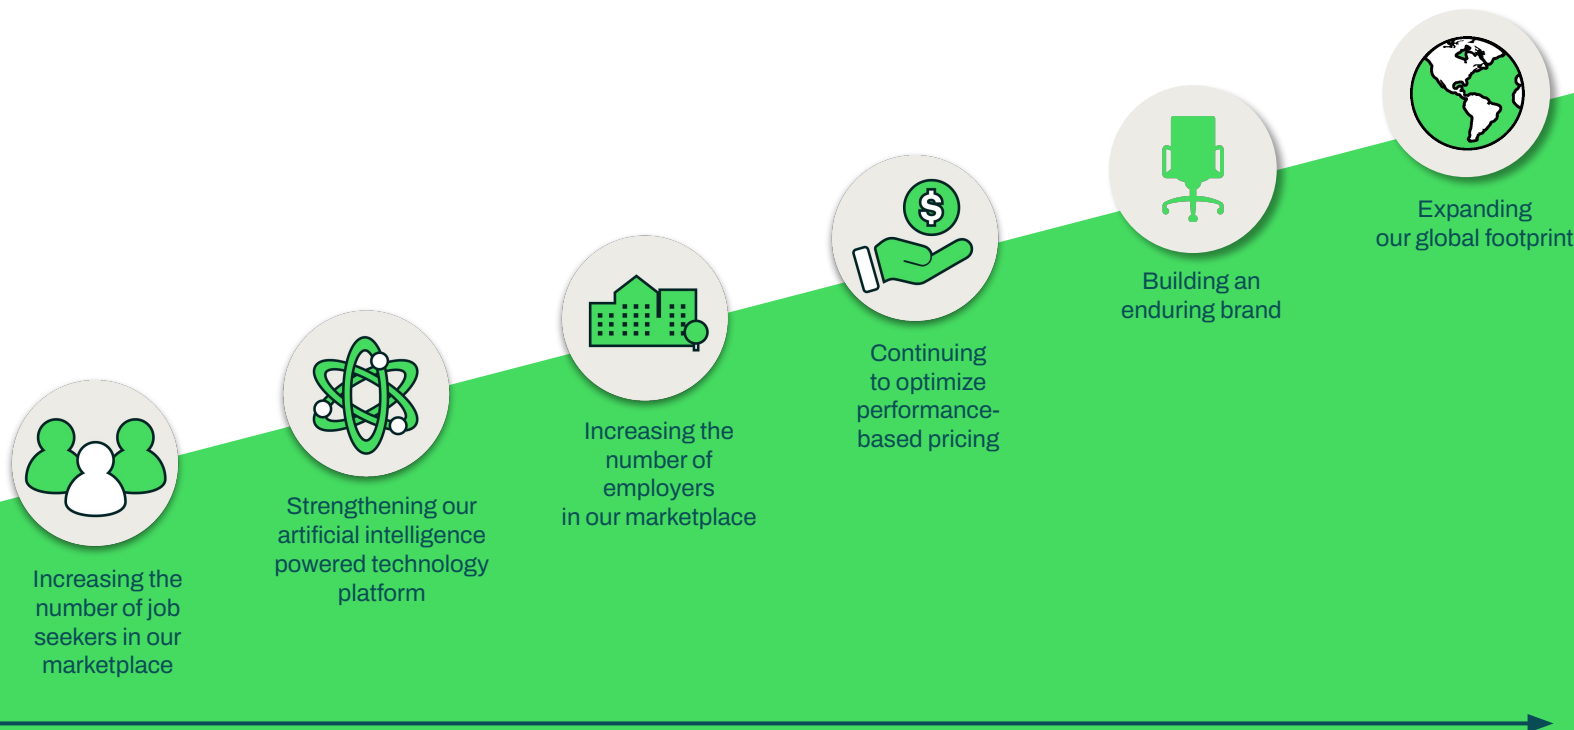 Increasing the
number of job
seekers in our
marketplace
Strengthening our
artificial intelligence
powered technology
platform
Increasing the
number of
employers
in our marketplace
$
Continuing
to optimize
performance-
based pricing
Building an
enduring brand
Expanding
our global footprint